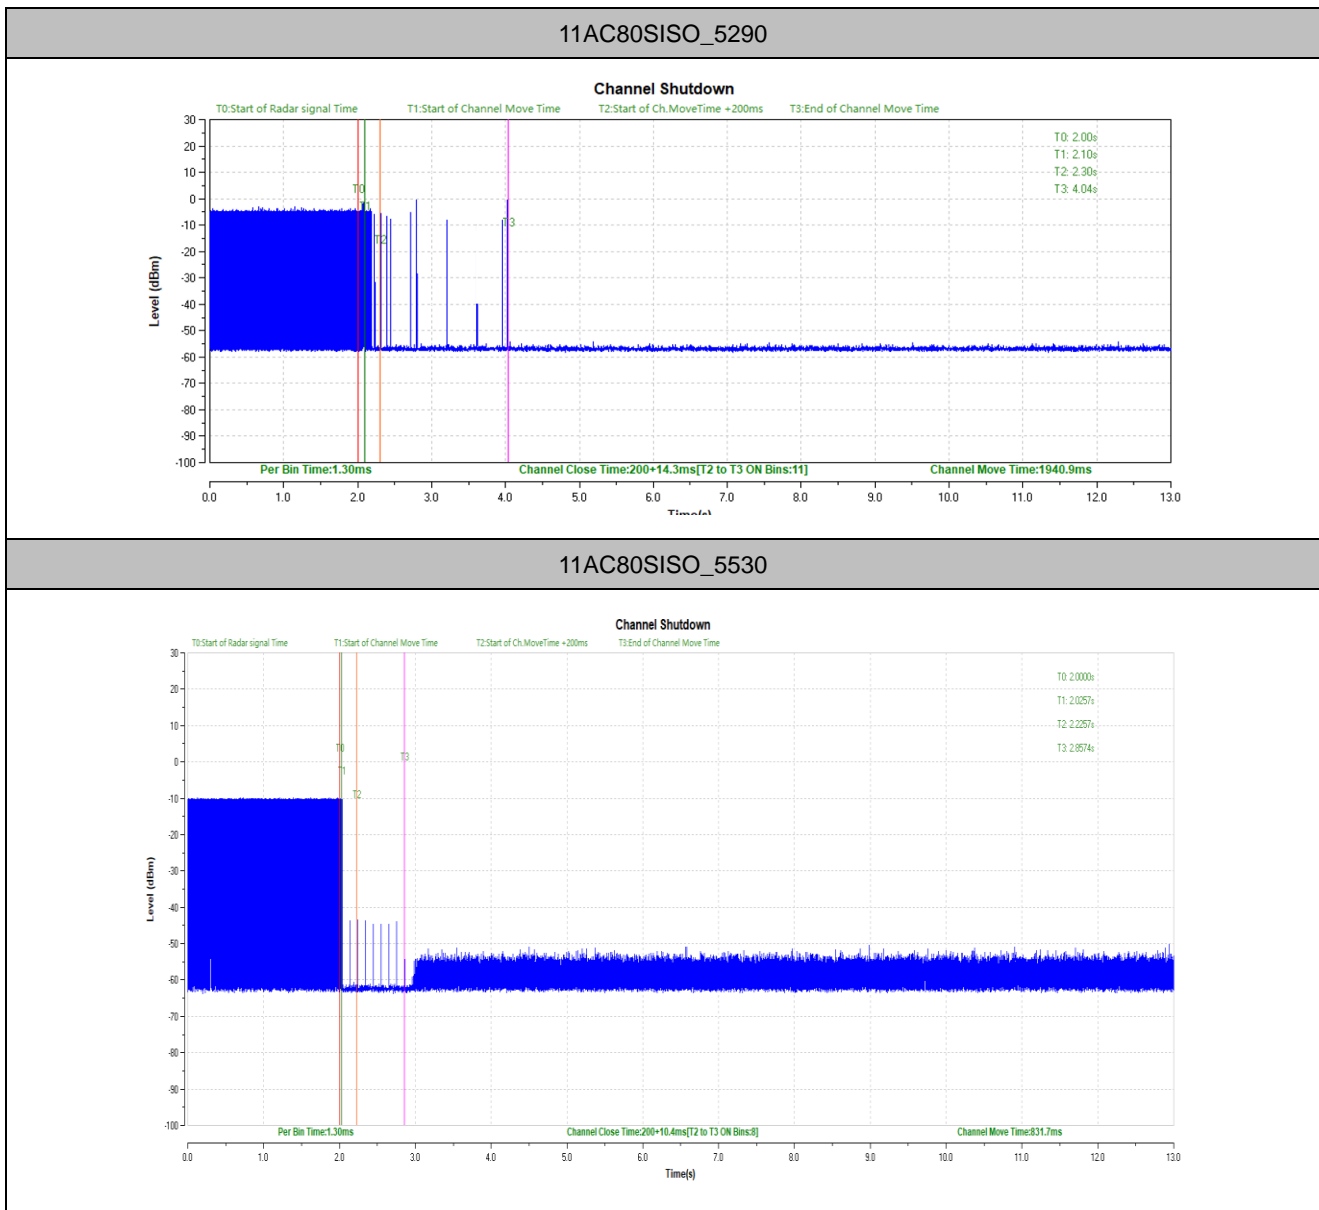 11AC80SISO_5290
Channel Shutdown
T0:Start of Radar signal Time T1:Start of Channel Move Time T2:Start of Ch.MoveTime +200ms T3:End of Channel Move Time
30
20
10
0
-10
-20
-30
-40
-50
-60
-70
-80
-90
-100
Level (dBm)
T0: 2.00s
T1: 2.10s
T2: 2.30s
T3: 4.04s
T0
T1
T2
T3
Per Bin Time:1.30ms Channel Close Time:200+14.3ms[T2 to T3 ON Bins:11] Channel Move Time:1940.9ms
0.0 1.0 2.0 3.0 4.0 5.0 6.0 7.0 8.0 9.0 10.0 11.0 12.0 13.0
Time(s)
11AC80SISO_5530
Channel Shutdown
T0:Start of Radar signal Time T1:Start of Channel Move Time T2:Start of Ch.MoveTime +200ms T3:End of Channel Move Time
30
20
10
0
-10
-20
-30
-40
-50
-60
-70
-80
-90
-100
Level (dBm)
T0: 2.0000s
T1: 2.0257s
T2: 2.2257s
T3: 2.8574s
T0
T1
T2
T3
Per Bin Time:1.30ms Channel Close Time:200+10.4ms[T2 to T3 ON Bins:8] Channel Move Time:831.7ms
0.0 1.0 2.0 3.0 4.0 5.0 6.0 7.0 8.0 9.0 10.0 11.0 12.0 13.0
Time(s)